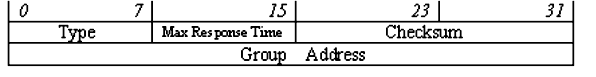 0 7 15 23 31
Type Max Response Time Checksum
Group Address